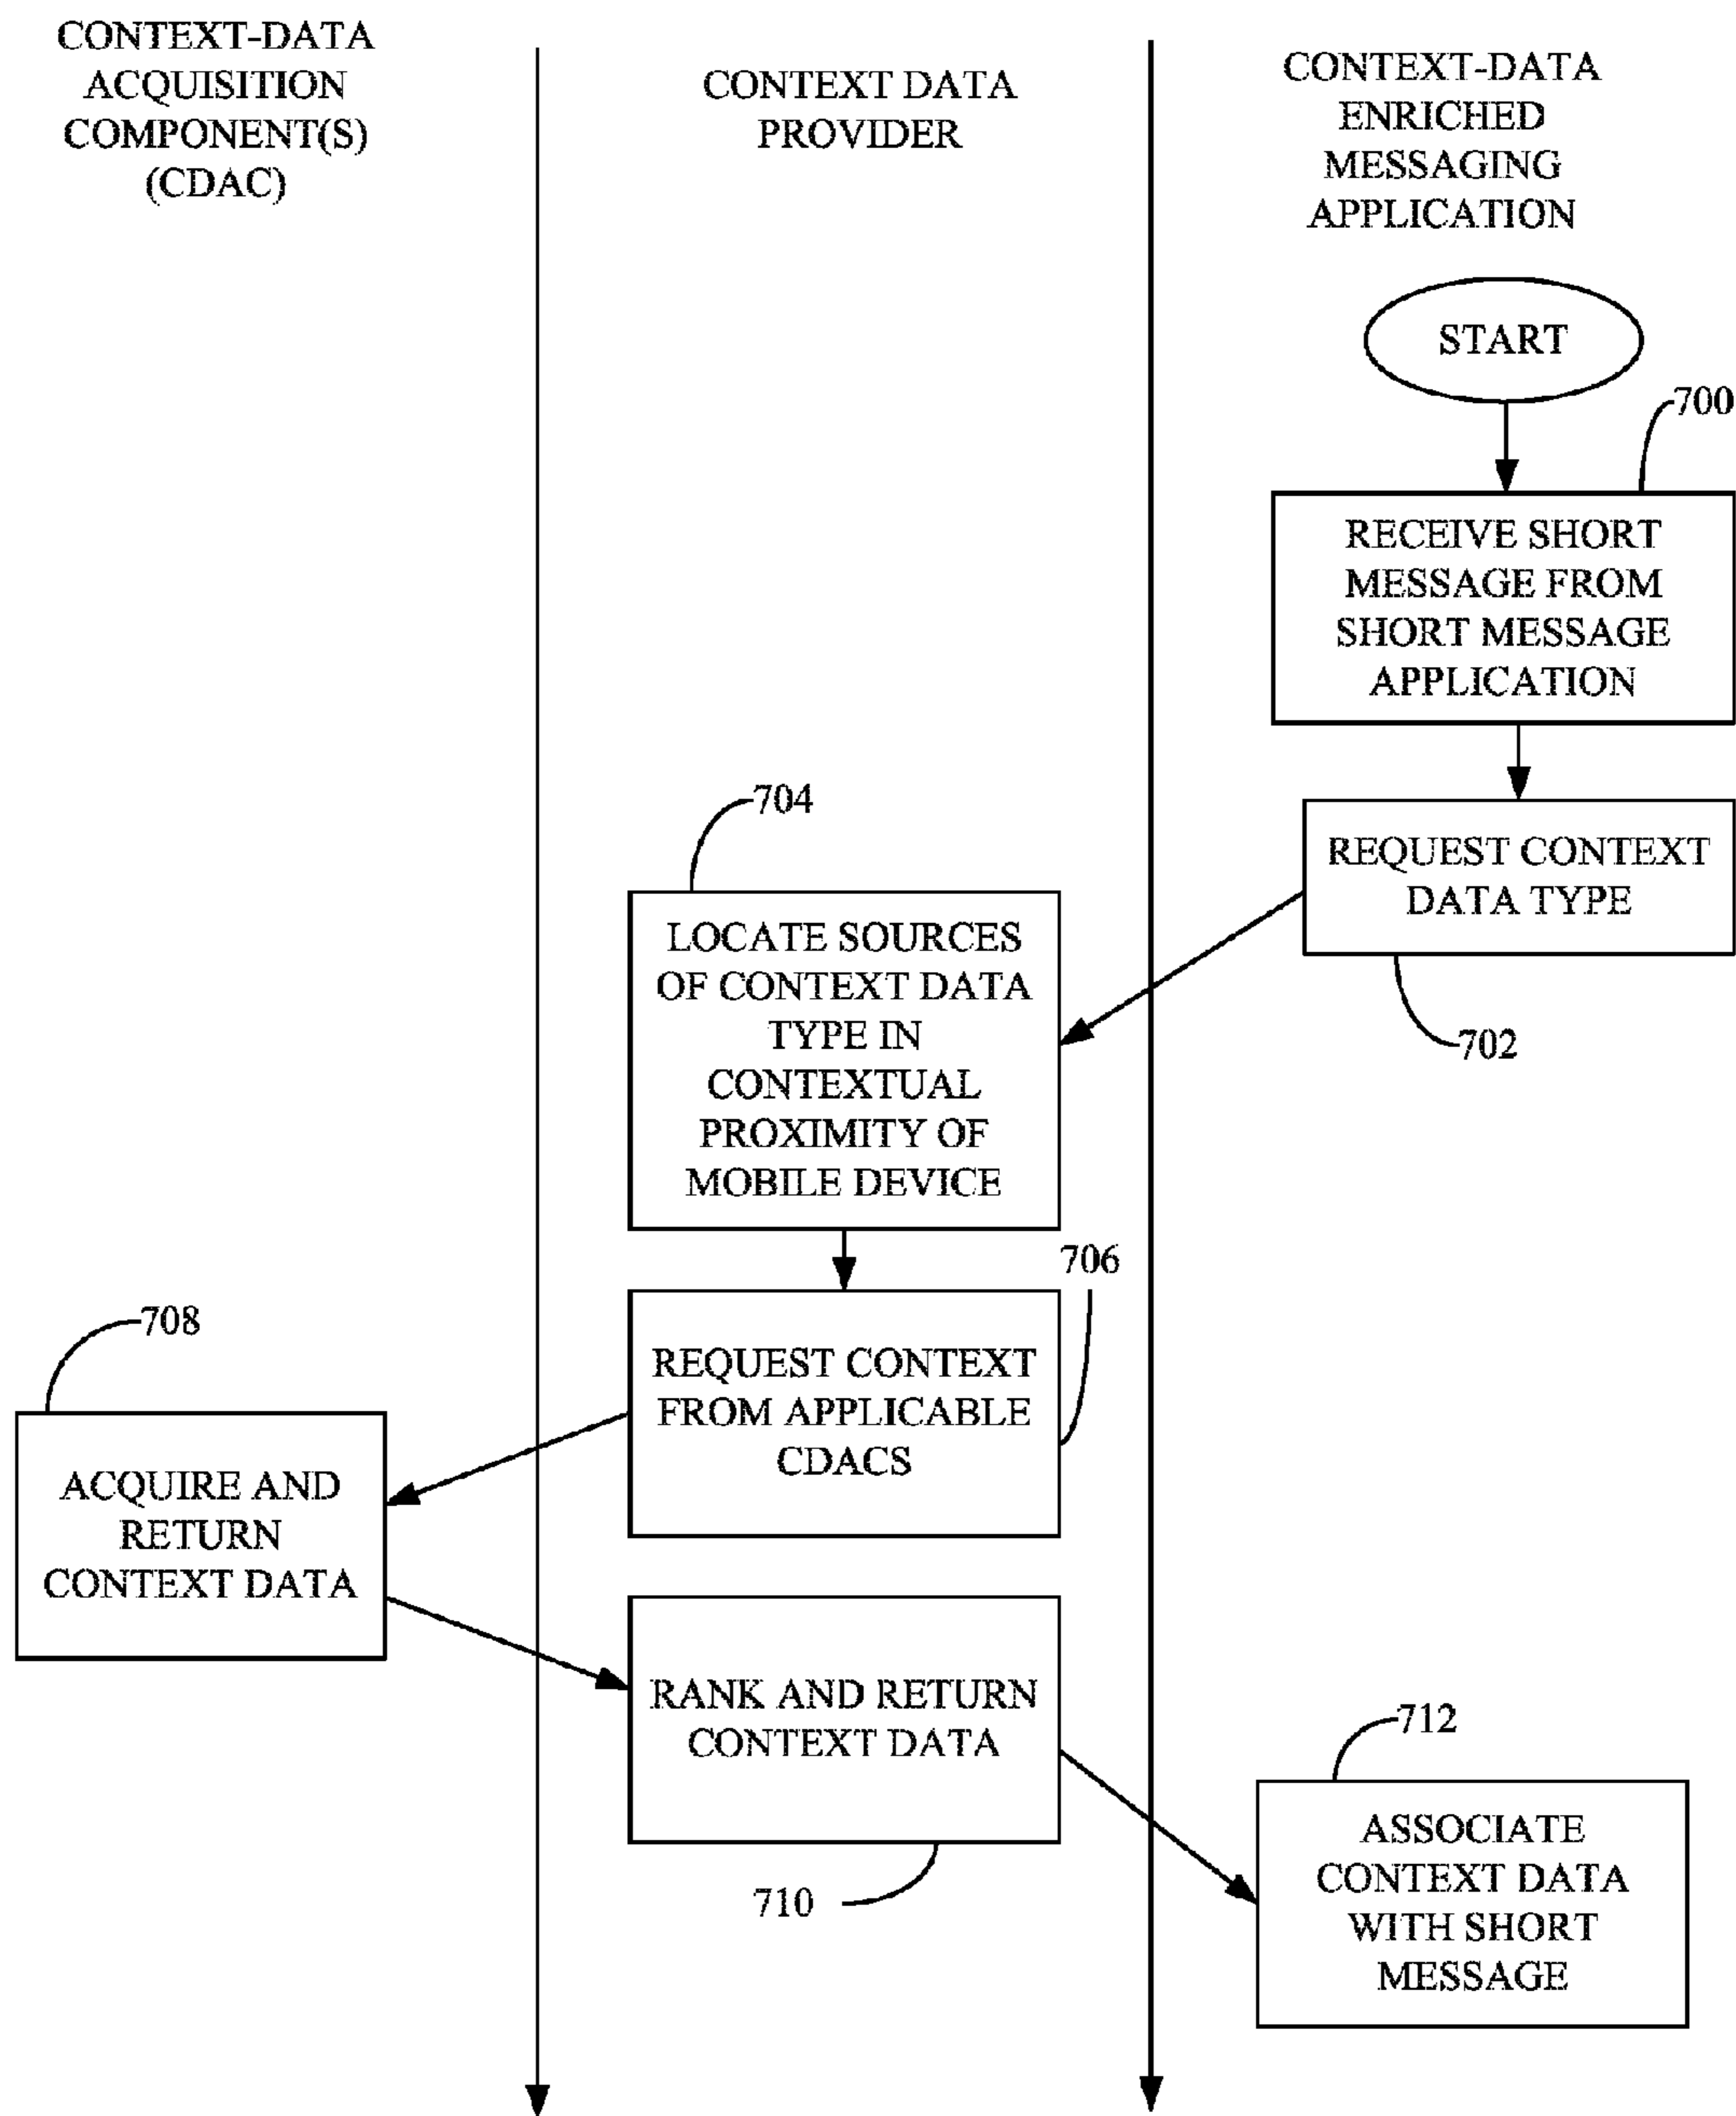 CONTEXT-DATA
ACQUISITION
COMPONENT(S)
(CDAC)
CONTEXT DATA
PROVIDER
CONTEXT-DATA
ENRICHED
MESSAGING
APPLICATION
START
700
RECEIVE SHORT
MESSAGE FROM
SHORT MESSAGE
APPLICATION
REQUEST CONTEXT
DATA TYPE
702
704
LOCATE SOURCES
OF CONTEXT DATA
TYPE IN
CONTEXTUAL
PROXIMITY OF
MOBILE DEVICE
706
REQUEST CONTEXT
FROM APPLICABLE
CDACS
708
ACQUIRE AND
RETURN
CONTEXT DATA
RANK AND RETURN
CONTEXT DATA
710
712
ASSOCIATE
CONTEXT DATA
WITH SHORT
MESSAGE